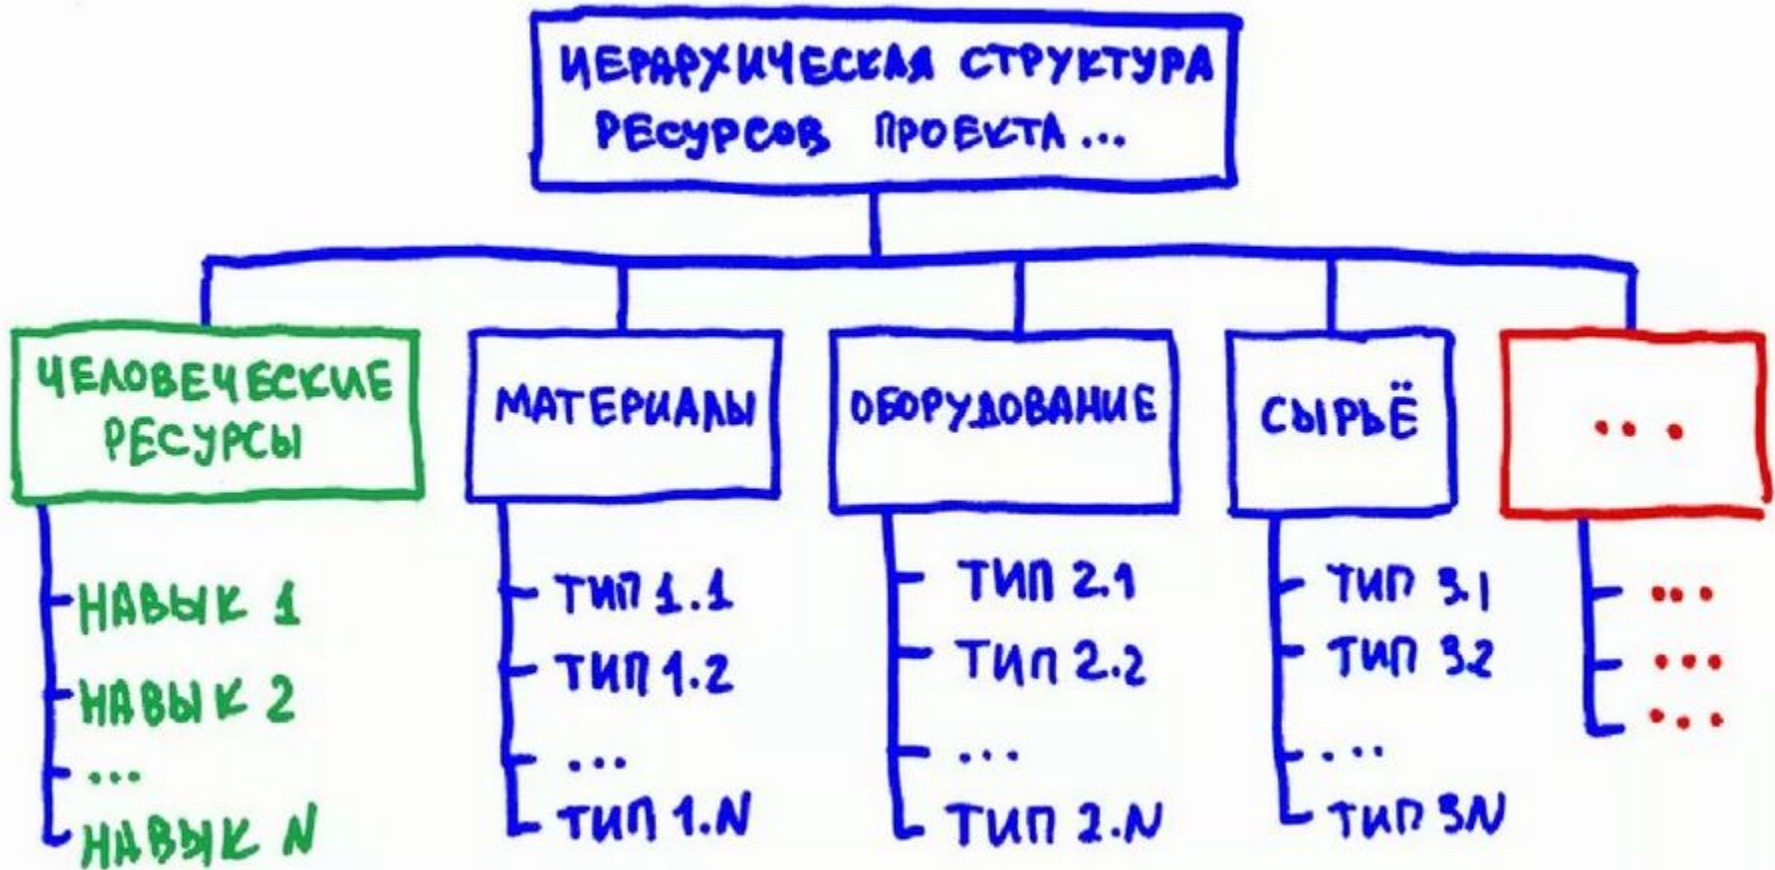 ИЕРАРХИЧЕСКАЯ СТРУКТУРА
РЕСУРСОВ ПРОЕКТА...
ЧЕЛОВЕЧЕСКИЕ
РЕСУРСЫ
НАВЫК 1
НАВЫК 2
...
НАВЫК N
МАТЕРИАЛЫ
ТИП 1.1
ТИП 1.2
...
ТИП 1.N
ОБОРУДОВАНИЕ
ТИП 2.1
ТИП 2.2
...
ТИП 2.N
СЫРЬЁ
ТИП 3.1
ТИП 3.2
...
ТИП 3.N
...
...
...
...